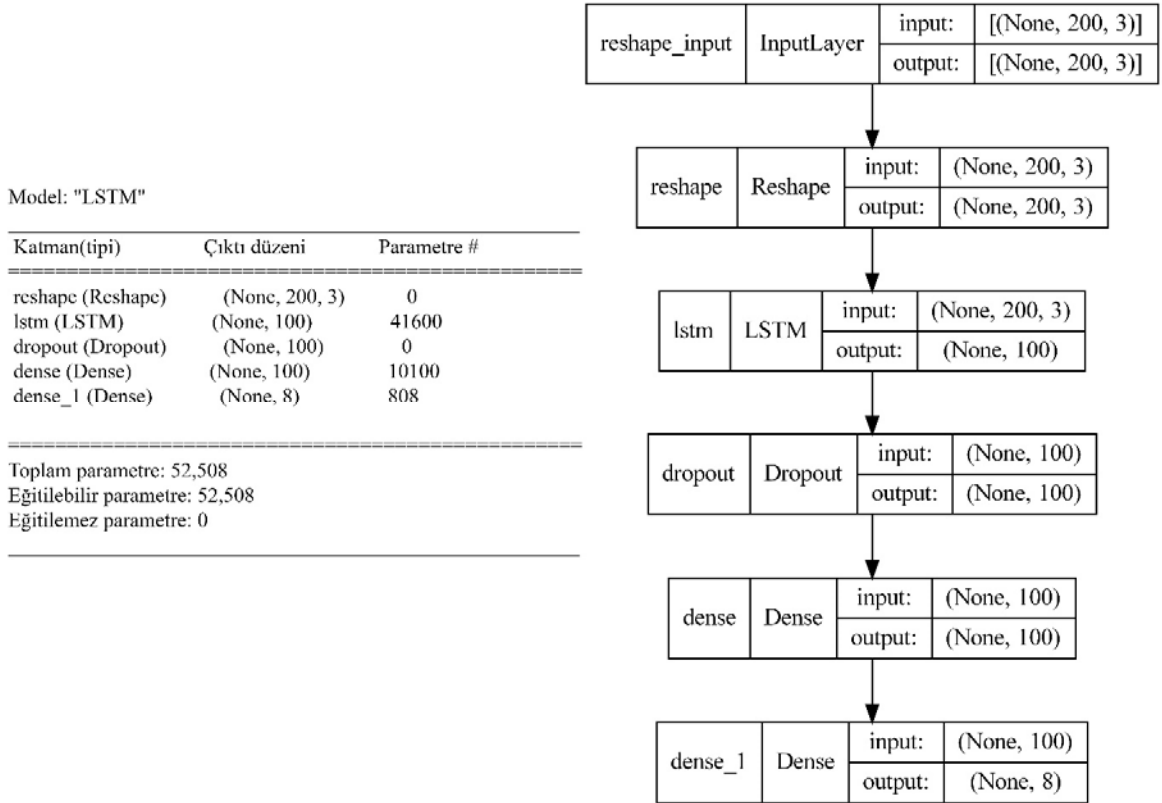 Model: "LSTM"
Katman(tipi) Çıktı düzeni Parametre #
==================================================
reshape (Reshape) (None, 200, 3) 0
lstm (LSTM) (None, 100) 41600
dropout (Dropout) (None, 100) 0
dense (Dense) (None, 100) 10100
dense_1 (Dense) (None, 8) 808
==================================================
Toplam parametre: 52,508
Eğitilebilir parametre: 52,508
Eğitilemez parametre: 0
reshape_input InputLayer input: [(None, 200, 3)]
output: [(None, 200, 3)]
reshape Reshape input: (None, 200, 3)
output: (None, 200, 3)
lstm LSTM input: (None, 200, 3)
output: (None, 100)
dropout Dropout input: (None, 100)
output: (None, 100)
dense Dense input: (None, 100)
output: (None, 100)
dense_1 Dense input: (None, 100)
output: (None, 8)